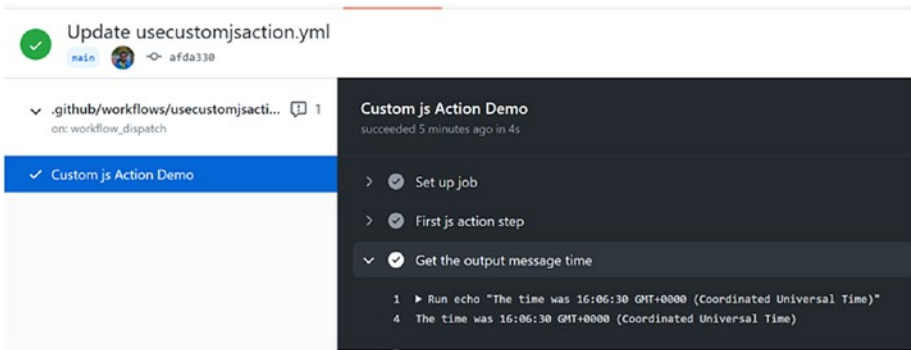 Update usecustomjsaction.yml
main afda330
.github/workflows/usecustomjsacti... 1
on: workflow_dispatch
Custom js Action Demo
Custom js Action Demo
succeeded 5 minutes ago in 4s
Set up job
First js action step
Get the output message time
1 ▶ Run echo "The time was 16:06:30 GMT+0000 (Coordinated Universal Time)"
4 The time was 16:06:30 GMT+0000 (Coordinated Universal Time)